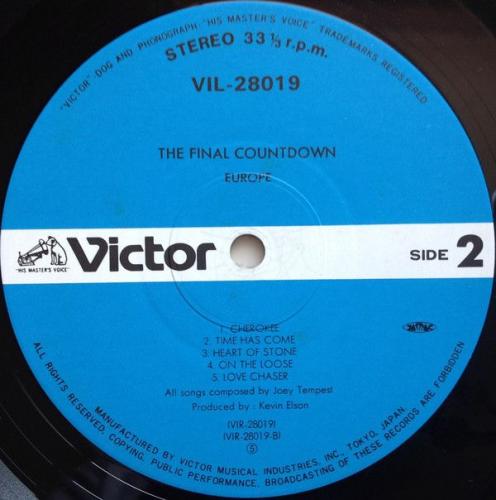 "VICTOR" DOG AND PHONOGRAPH "HIS MASTER'S VOICE" TRADEMARKS REGISTERED
STEREO 33 1/3 r.p.m.
VIL-28019
THE FINAL COUNTDOWN
EUROPE
"HIS MASTER'S VOICE"
Victor
SIDE 2
1. CHEROKEE
2. TIME HAS COME
3. HEART OF STONE
4. ON THE LOOSE
5. LOVE CHASER
All songs composed by Joey Tempest
Produced by : Kevin Elson
(VIR-28019)
(VIR-28019-B)
Ⓢ
MANUFACTURED BY VICTOR MUSICAL INDUSTRIES, INC., TOKYO, JAPAN
ALL RIGHTS RESERVED, COPYING, PUBLIC PERFORMANCE, BROADCASTING OF THESE RECORDS ARE FORBIDDEN